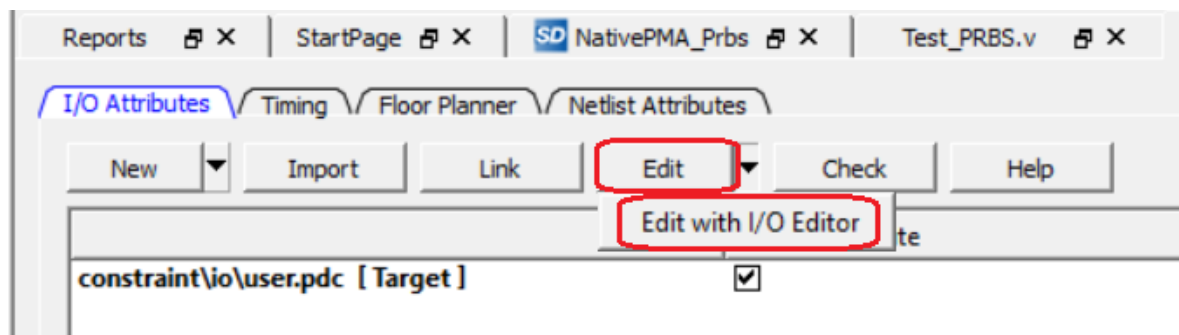 Reports StartPage SD NativePMA_Prbs Test_PRBS.v
I/O Attributes Timing Floor Planner Netlist Attributes
New Import Link Edit Check Help
Edit with I/O Editor
constraint\io\user.pdc [ Target ]